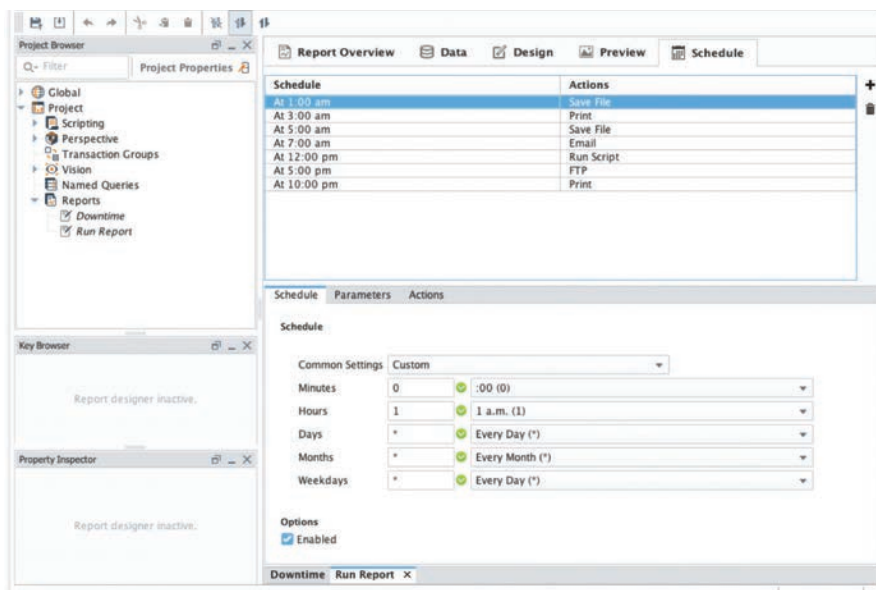 Project Browser
Filter
Project Properties
Global
Project
Scripting
Perspective
Transaction Groups
Vision
Named Queries
Reports
Downtime
Run Report
Key Browser
Report designer inactive.
Property Inspector
Report designer inactive.
Report Overview Data Design Preview Schedule
Schedule Actions
At 1:00 am Save File
At 3:00 am Print
At 5:00 am Save File
At 7:00 am Email
At 12:00 pm Run Script
At 5:00 pm FTP
At 10:00 pm Print
Schedule Parameters Actions
Schedule
Common Settings Custom
Minutes 0 :00 (0)
Hours 1 1 a.m. (1)
Days * Every Day (*)
Months * Every Month (*)
Weekdays * Every Day (*)
Options
Enabled
Downtime Run Report ×